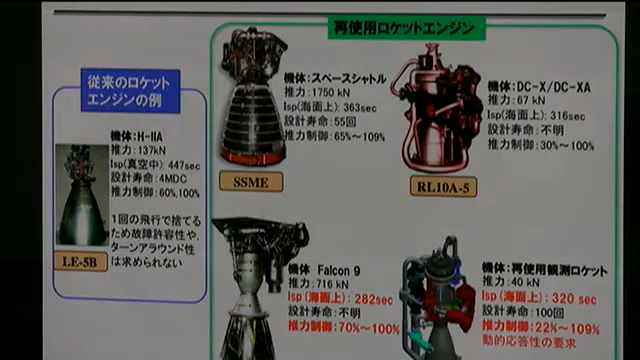 再使用ロケットエンジン
従来のロケット
エンジンの例
機体:H-IIA
推力:137kN
Isp(真空中):447sec
設計寿命:4MDC
推力制御:60,100%
1回の飛行で捨てる
ため故障許容性や,
ターンアラウンド性
は求められない
LE-5B
機体:スペースシャトル
推力:1750 kN
Isp(海面上):363sec
設計寿命:55回
推力制御:65%~109%
SSME
機体:DC-X/DC-XA
推力:67 kN
Isp(海面上):316sec
設計寿命:不明
推力制御:30%~100%
RL10A-5
機体 Falcon 9
推力:716 kN
Isp (海面上):282sec
設計寿命:不明
推力制御:70%~100%
機体:再使用観測ロケット
推力:40 kN
Isp (海面上):320 sec
設計寿命:100回
推力制御:22%~109%
動的応答性の要求